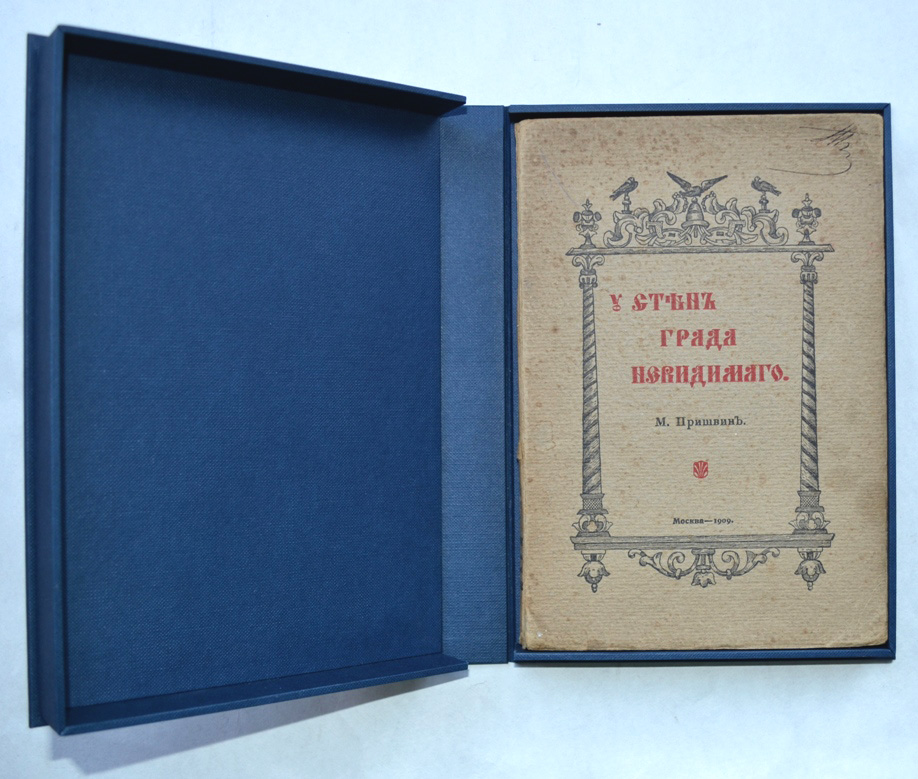 У СТѢНЪ
ГРАДА
НЕВИДИМАГО.
М. Пришвинъ.
Москва—1909.